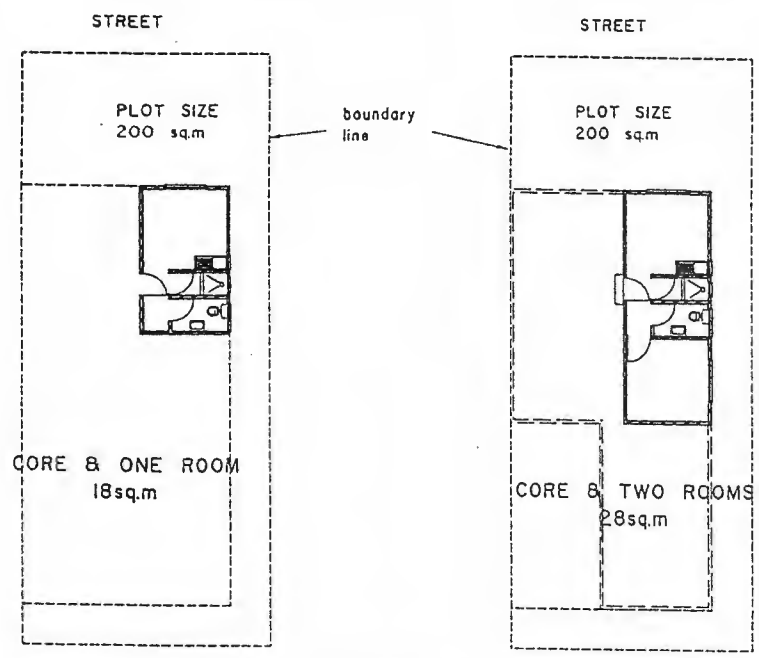 STREET
PLOT SIZE
200 sq.m
boundary
line
CORE & ONE ROOM
18sq.m
STREET
PLOT SIZE
200 sq.m
CORE & TWO ROOMS
28sq.m